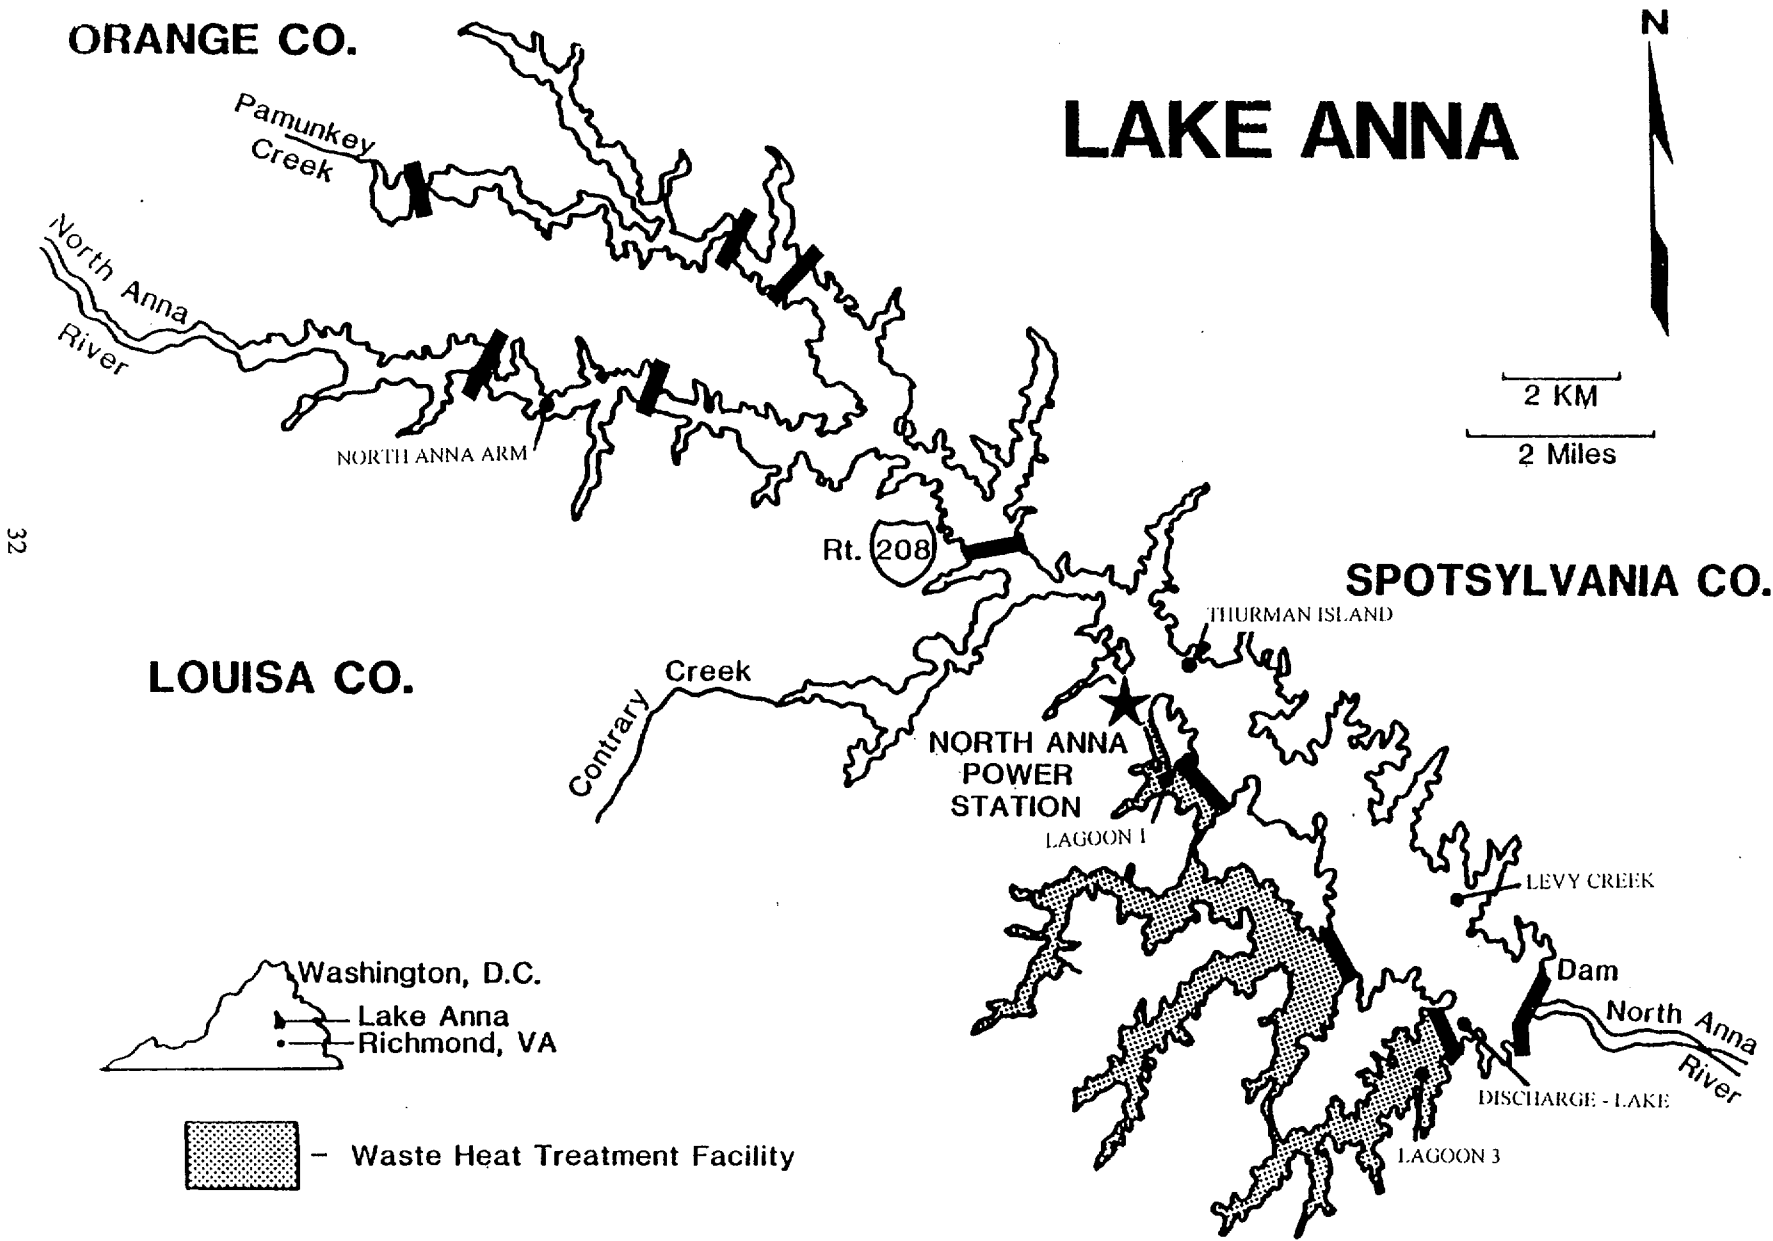 ORANGE CO.
N
LAKE ANNA
Pamunkey
Creek
North Anna
River
2 KM
2 Miles
NORTH ANNA ARM
32
Rt. 208
SPOTSYLVANIA CO.
THURMAN ISLAND
LOUISA CO.
Contrary Creek
NORTH ANNA
POWER
STATION
LAGOON 1
LEVY CREEK
Dam
North Anna
River
Washington, D.C.
Lake Anna
Richmond, VA
DISCHARGE - LAKE
LAGOON 3
- Waste Heat Treatment Facility